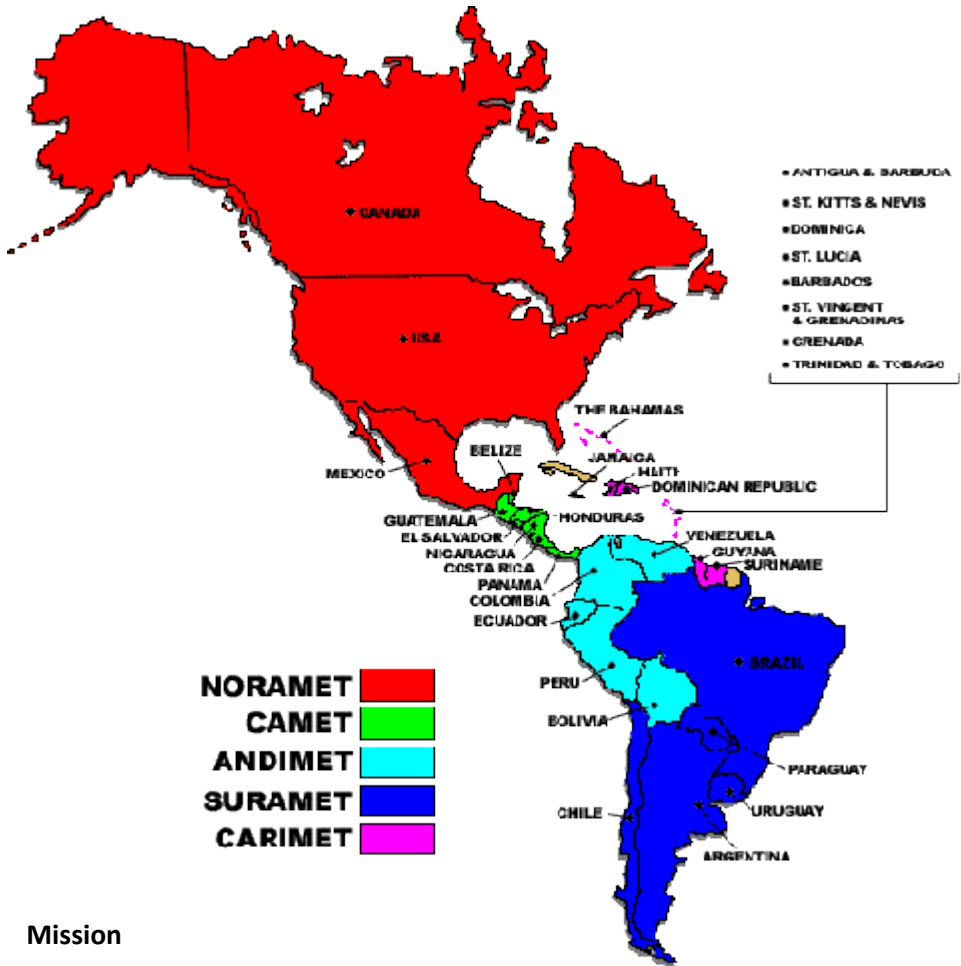 ANTIGUA & BARBUDA
ST. KITTS & NEVIS
DOMINICA
ST. LUCIA
BARBADOS
ST. VINCENT
& GRENADINAS
GRENADA
TRINIDAD & TOBAGO
CANADA
USA
THE BAHAMAS
BELIZE
JAMAICA
MEXICO
HAITI
DOMINICAN REPUBLIC
GUATEMALA
HONDURAS
EL SALVADOR
VENEZUELA
NICARAGUA
GUYANA
COSTA RICA
SURINAME
PANAMA
COLOMBIA
ECUADOR
BRAZIL
PERU
BOLIVIA
PARAGUAY
URUGUAY
CHILE
ARGENTINA
NORAMET
CAMET
ANDIMET
SURAMET
CARIMET
Mission